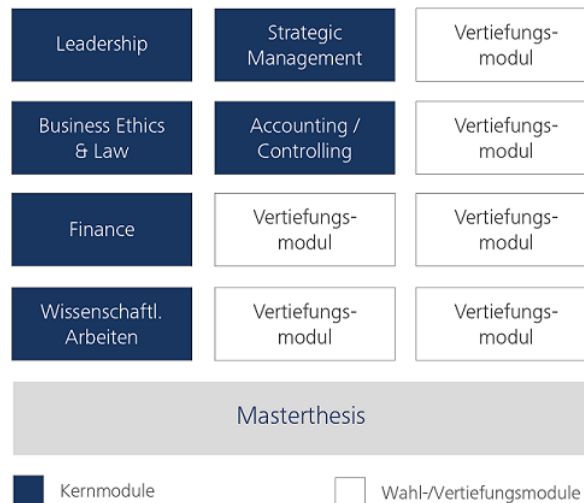 Leadership
Strategic
Management
Vertiefungs-
modul
Business Ethics
& Law
Accounting /
Controlling
Vertiefungs-
modul
Finance
Vertiefungs-
modul
Vertiefungs-
modul
Wissenschaftl.
Arbeiten
Vertiefungs-
modul
Vertiefungs-
modul
Masterthesis
Kernmodule
Wahl-/Vertiefungsmodule